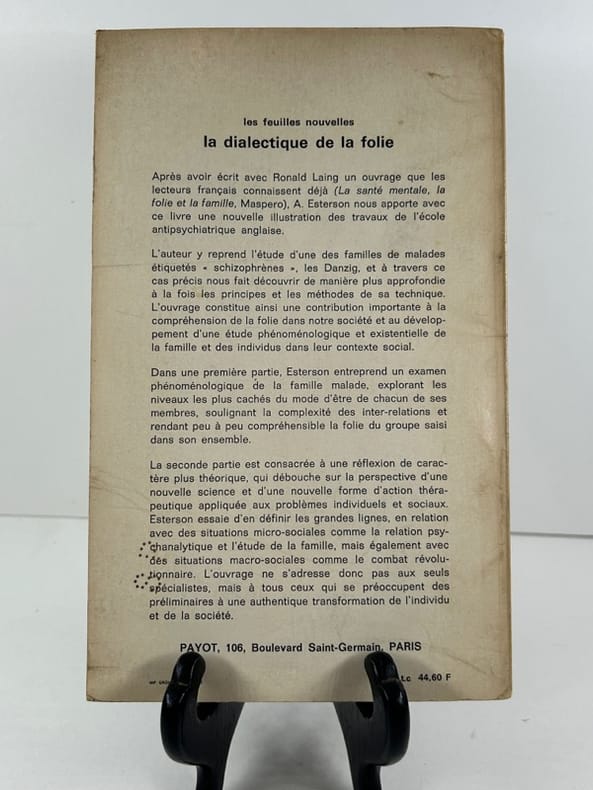 les feuilles nouvelles
la dialectique de la folie
Après avoir écrit avec Ronald Laing un ouvrage que les
lecteurs français connaissent déjà (La santé mentale, la
folie et la famille, Maspero), A. Esterson nous apporte avec
ce livre une nouvelle illustration des travaux de l'école
antipsychiatrique anglaise.
L'auteur y reprend l'étude d'une des familles de malades
étiquetés « schizophrènes », les Danzig, et à travers ce
cas précis nous fait découvrir de manière plus approfondie
à la fois les principes et les méthodes de sa technique.
L'ouvrage constitue ainsi une contribution importante à la
compréhension de la folie dans notre société et au dévelop-
pement d'une étude phénoménologique et existentielle de
la famille et des individus dans leur contexte social.
Dans une première partie, Esterson entreprend un examen
phénoménologique de la famille malade, explorant les
niveaux les plus cachés du mode d'être de chacun de ses
membres, soulignant la complexité des inter-relations et
rendant peu à peu compréhensible la folie du groupe saisi
dans son ensemble.
La seconde partie est consacrée à une réflexion de carac-
tère plus théorique, qui débouche sur la perspective d'une
nouvelle science et d'une nouvelle forme d'action théra-
peutique appliquée aux problèmes individuels et sociaux.
Esterson essaie d'en définir les grandes lignes, en relation
avec des situations micro-sociales comme la relation psy-
chanalytique et l'étude de la famille, mais également avec
des situations macro-sociales comme le combat révolu-
tionnaire. L'ouvrage ne s'adresse donc pas aux seuls
spécialistes, mais à tous ceux qui se préoccupent des
préliminaires à une authentique transformation de l'individu
et de la société.
PAYOT, 106, Boulevard Saint-Germain, PARIS
44,60 F